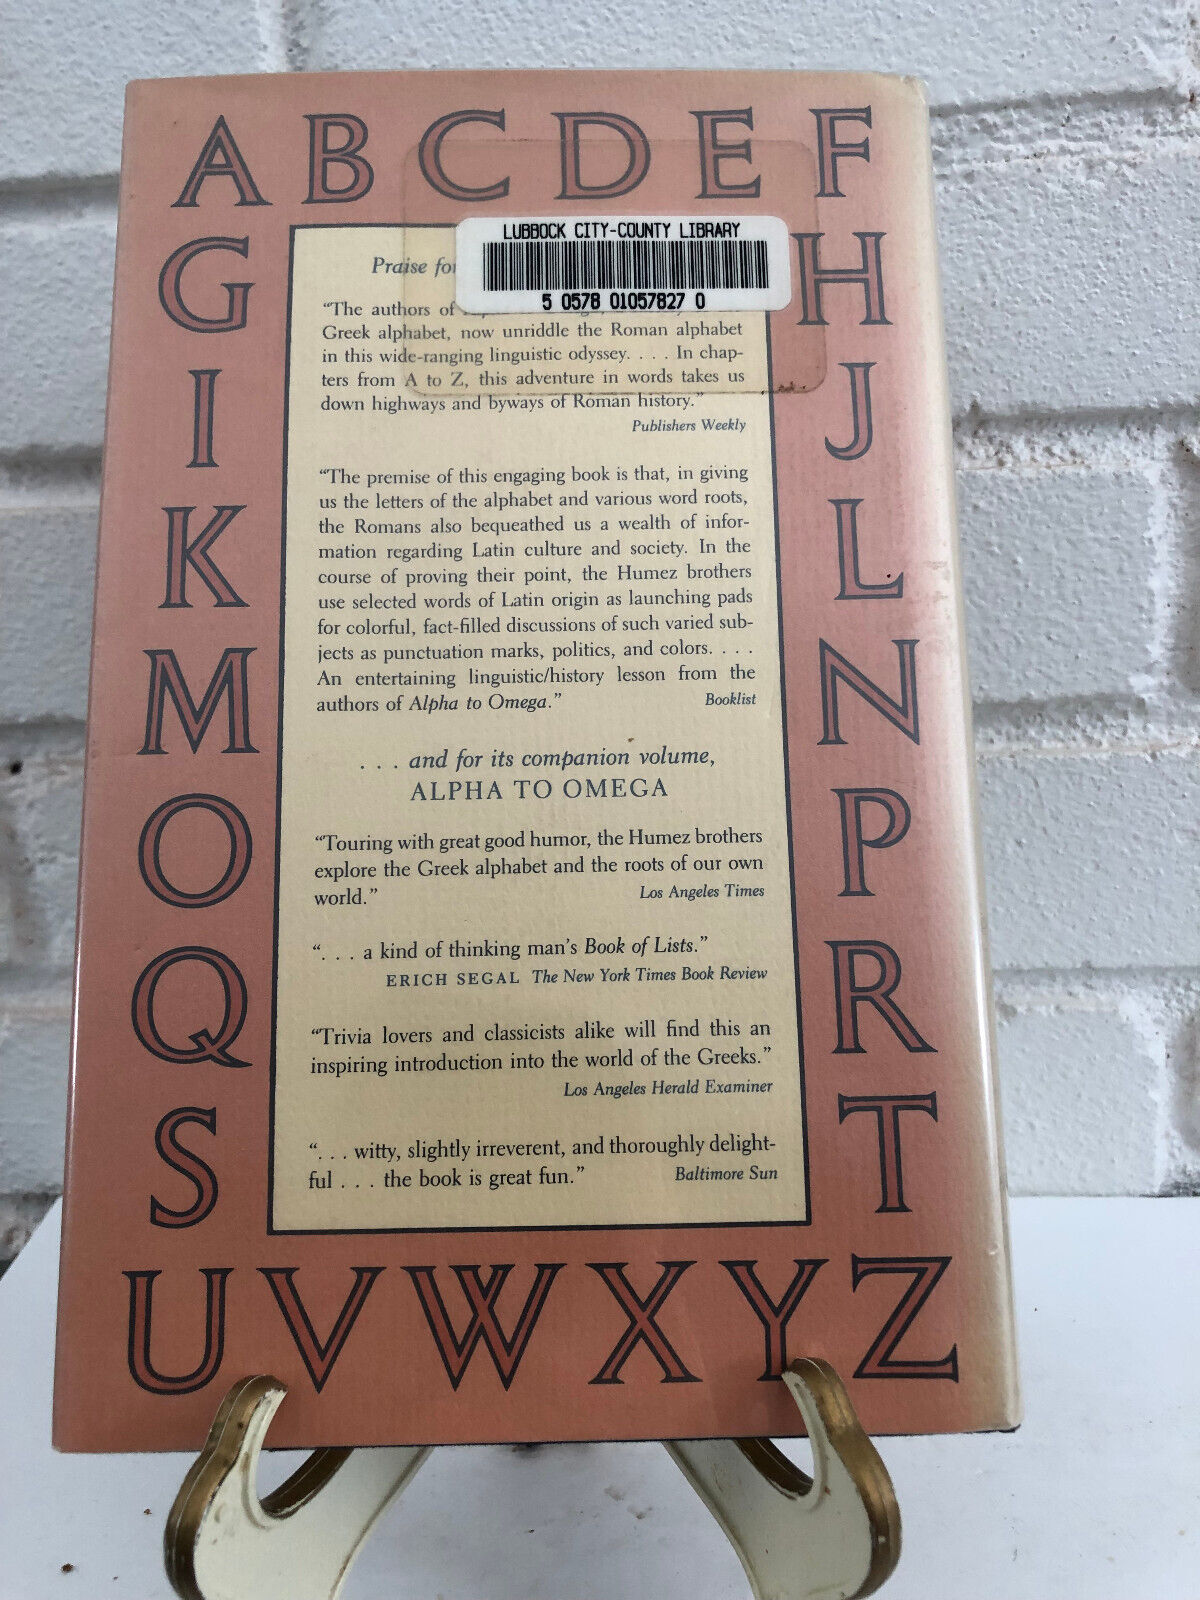 A B C D E F
G H
I J
K L
M N
O P
Q R
S T
U V W X Y Z
LUBBOCK CITY-COUNTY LIBRARY
5 0578 01057827 0
Praise for
“The authors of
Greek alphabet, now unriddle the Roman alphabet
in this wide-ranging linguistic odyssey. . . . In chap-
ters from A to Z, this adventure in words takes us
down highways and byways of Roman history.”
Publishers Weekly
“The premise of this engaging book is that, in giving
us the letters of the alphabet and various word roots,
the Romans also bequeathed us a wealth of infor-
mation regarding Latin culture and society. In the
course of proving their point, the Humez brothers
use selected words of Latin origin as launching pads
for colorful, fact-filled discussions of such varied sub-
jects as punctuation marks, politics, and colors. . . .
An entertaining linguistic/history lesson from the
authors of Alpha to Omega.” Booklist
. . . and for its companion volume,
ALPHA TO OMEGA
“Touring with great good humor, the Humez brothers
explore the Greek alphabet and the roots of our own
world.” Los Angeles Times
“. . . a kind of thinking man’s Book of Lists.”
ERICH SEGAL The New York Times Book Review
“Trivia lovers and classicists alike will find this an
inspiring introduction into the world of the Greeks.”
Los Angeles Herald Examiner
“. . . witty, slightly irreverent, and thoroughly delight-
ful . . . the book is great fun.” Baltimore Sun